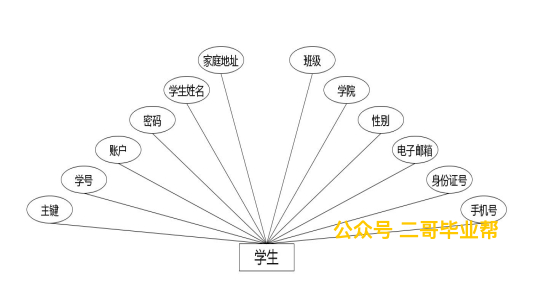 家庭地址
班级
学生姓名
学院
密码
性别
账户
电子邮箱
学号
身份证号
主键
手机号
公众号 二哥毕业帮
学生